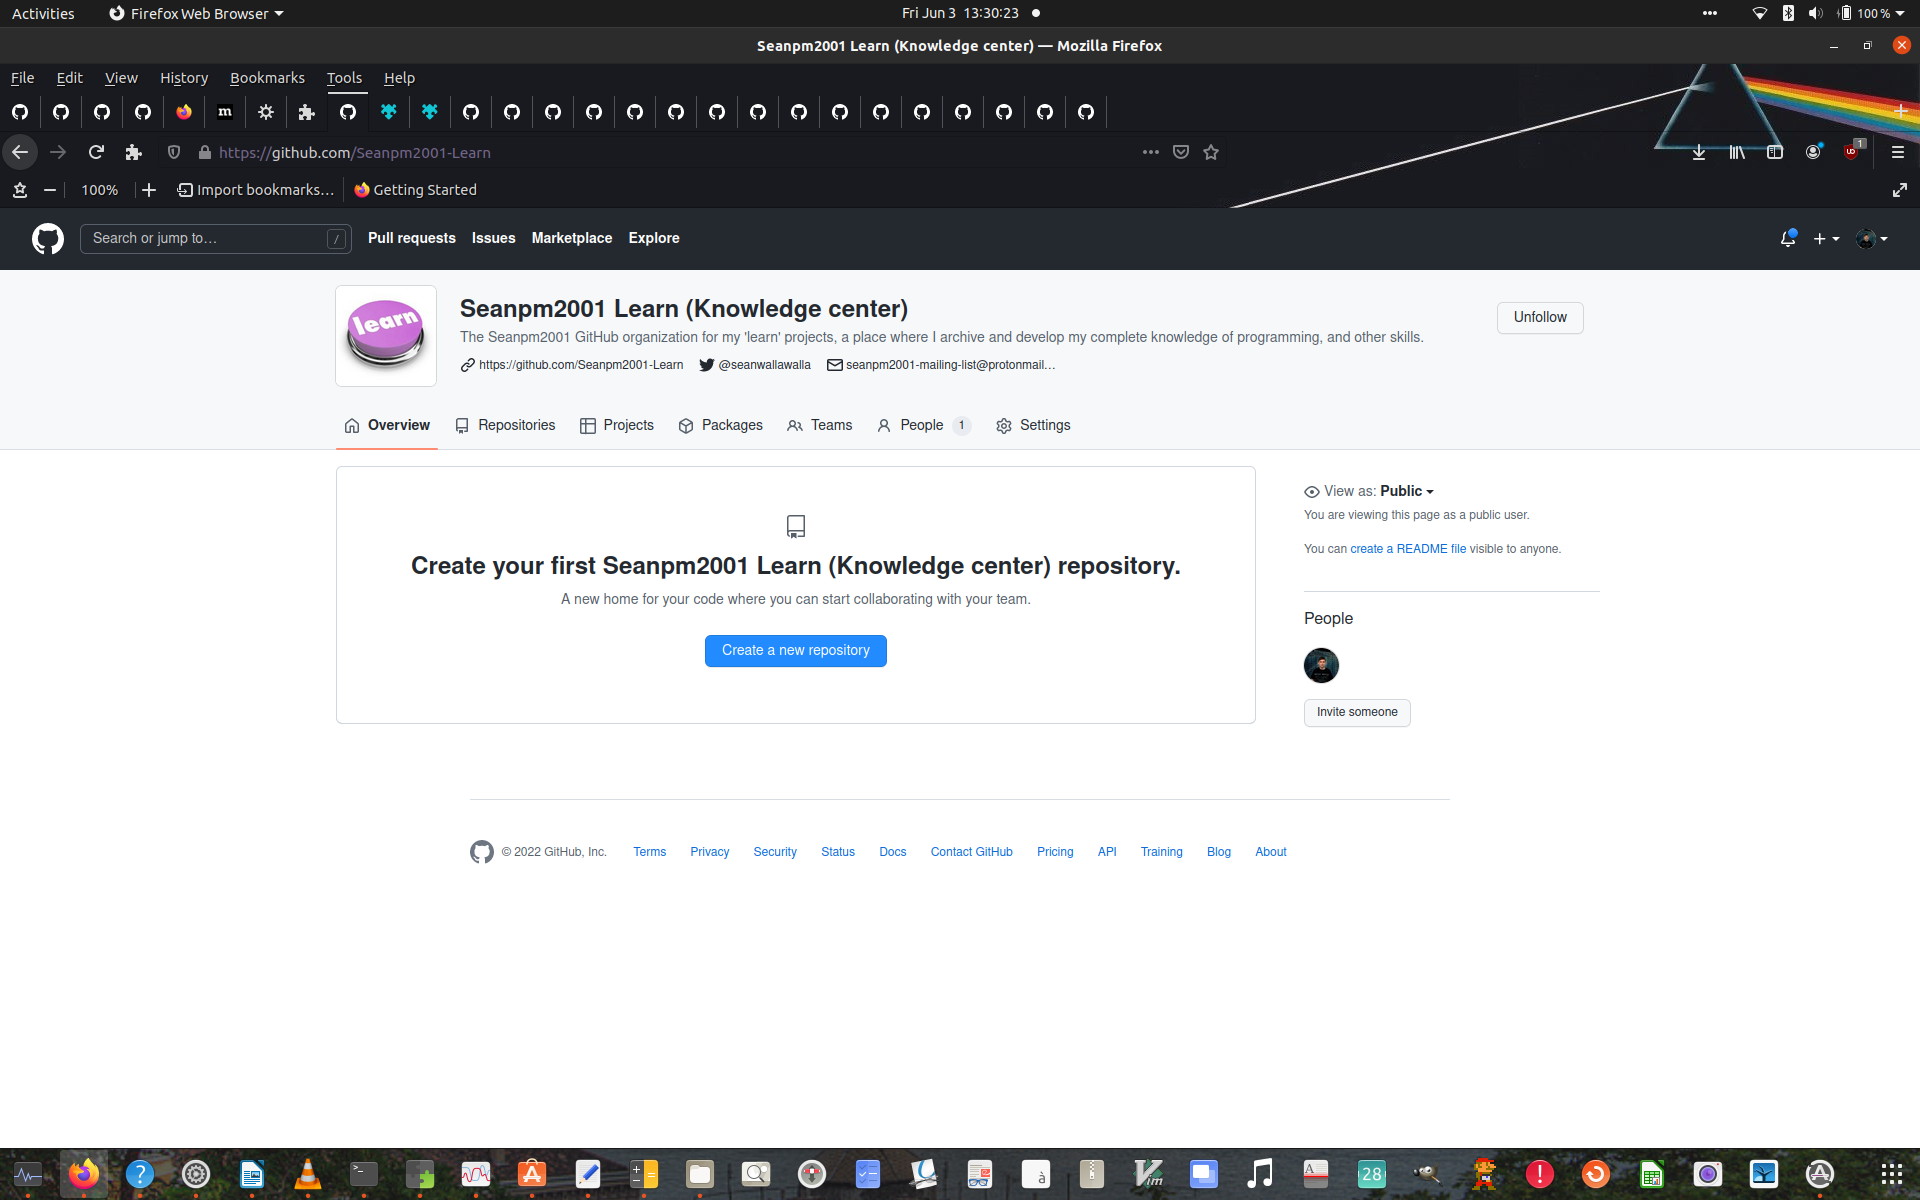 Activities
Firefox Web Browser
Fri Jun 3 13:30:23
100 %
Seanpm2001 Learn (Knowledge center) — Mozilla Firefox
File Edit View History Bookmarks Tools Help
m
https://github.com/Seanpm2001-Learn
1
100%
Import bookmarks…
Getting Started
Search or jump to…
/
Pull requests Issues Marketplace Explore
learn
Seanpm2001 Learn (Knowledge center)
The Seanpm2001 GitHub organization for my 'learn' projects, a place where I archive and develop my complete knowledge of programming, and other skills.
https://github.com/Seanpm2001-Learn @seanwallawalla seanpm2001-mailing-list@protonmail…
Unfollow
Overview Repositories Projects Packages Teams People 1 Settings
Create your first Seanpm2001 Learn (Knowledge center) repository.
A new home for your code where you can start collaborating with your team.
Create a new repository
View as: Public
You are viewing this page as a public user.
You can create a README file visible to anyone.
People
Invite someone
© 2022 GitHub, Inc. Terms Privacy Security Status Docs Contact GitHub Pricing API Training Blog About
?
>_
à
Vim
A
28
!